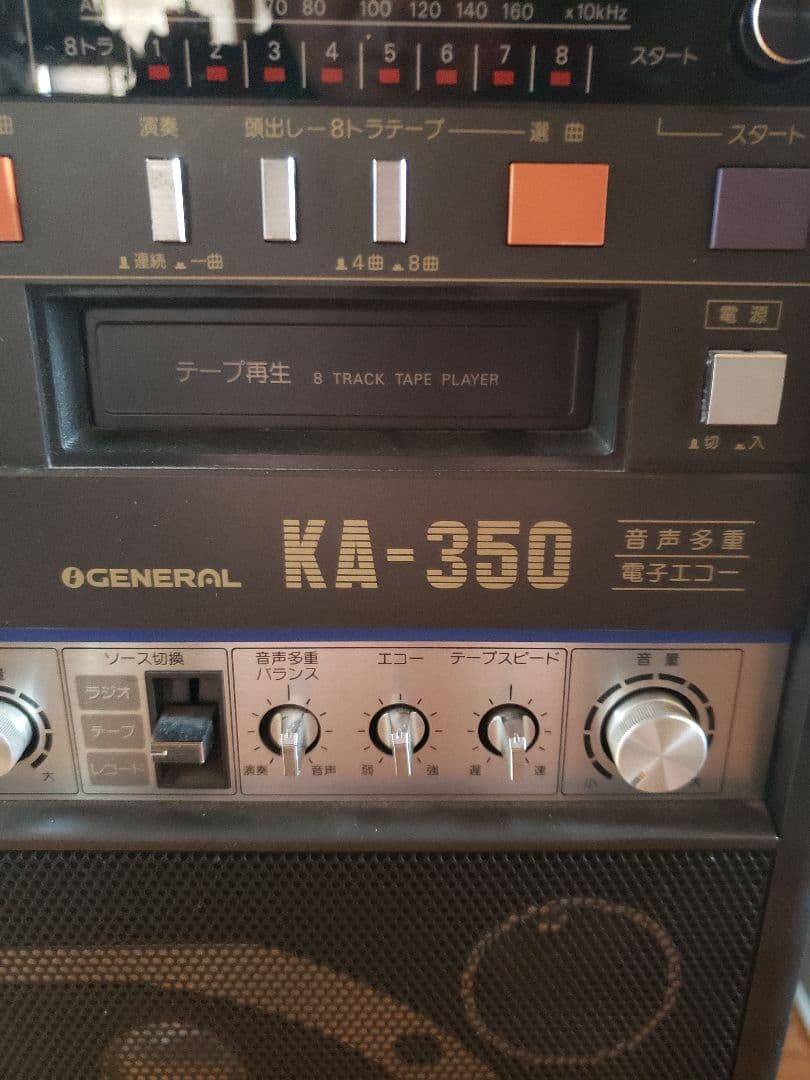 70 80 100 120 140 160 x10kHz
8トラ 1 2 3 4 5 6 7 8 スタート
曲 演奏 頭出し 8トラテープ 選曲 スタート
連続 一曲 4曲 8曲
電源
テープ再生 8 TRACK TAPE PLAYER
切 入
GENERAL KA-350 音声多重
電子エコー
ソース切換 音声多重 エコー テープスピード 音量
バランス
ラジオ
テープ
レコード
大 演奏 音声 弱 強 遅 速 小 大